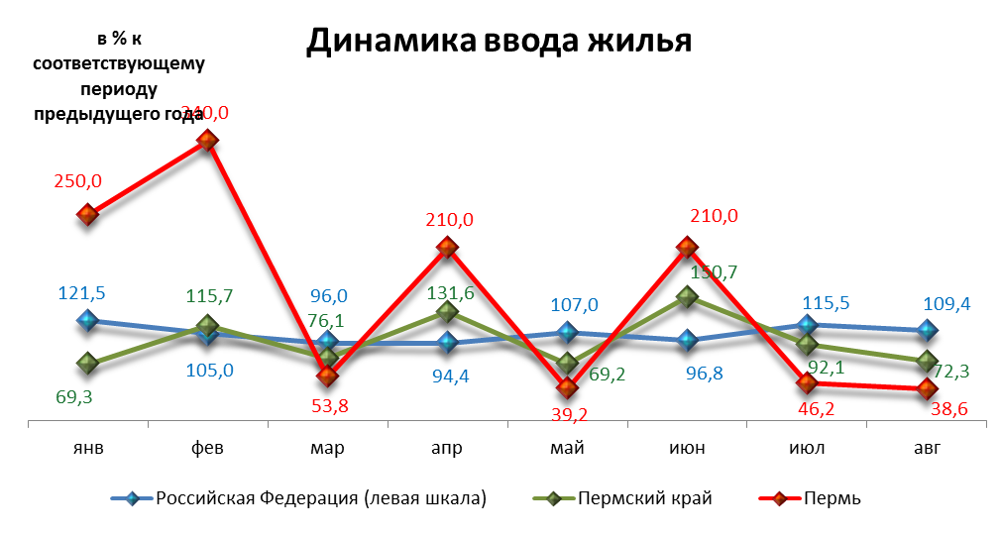 Динамика ввода жилья
в % к
соответствующему
периоду
предыдущего года
340,0
250,0
210,0
210,0
150,7
121,5
115,7
96,0
131,6
107,0
115,5
109,4
76,1
105,0
94,4
69,2
96,8
92,1
72,3
69,3
53,8
39,2
46,2
38,6
янв
фев
мар
апр
май
июн
июл
авг
Российская Федерация (левая шкала)
Пермский край
Пермь